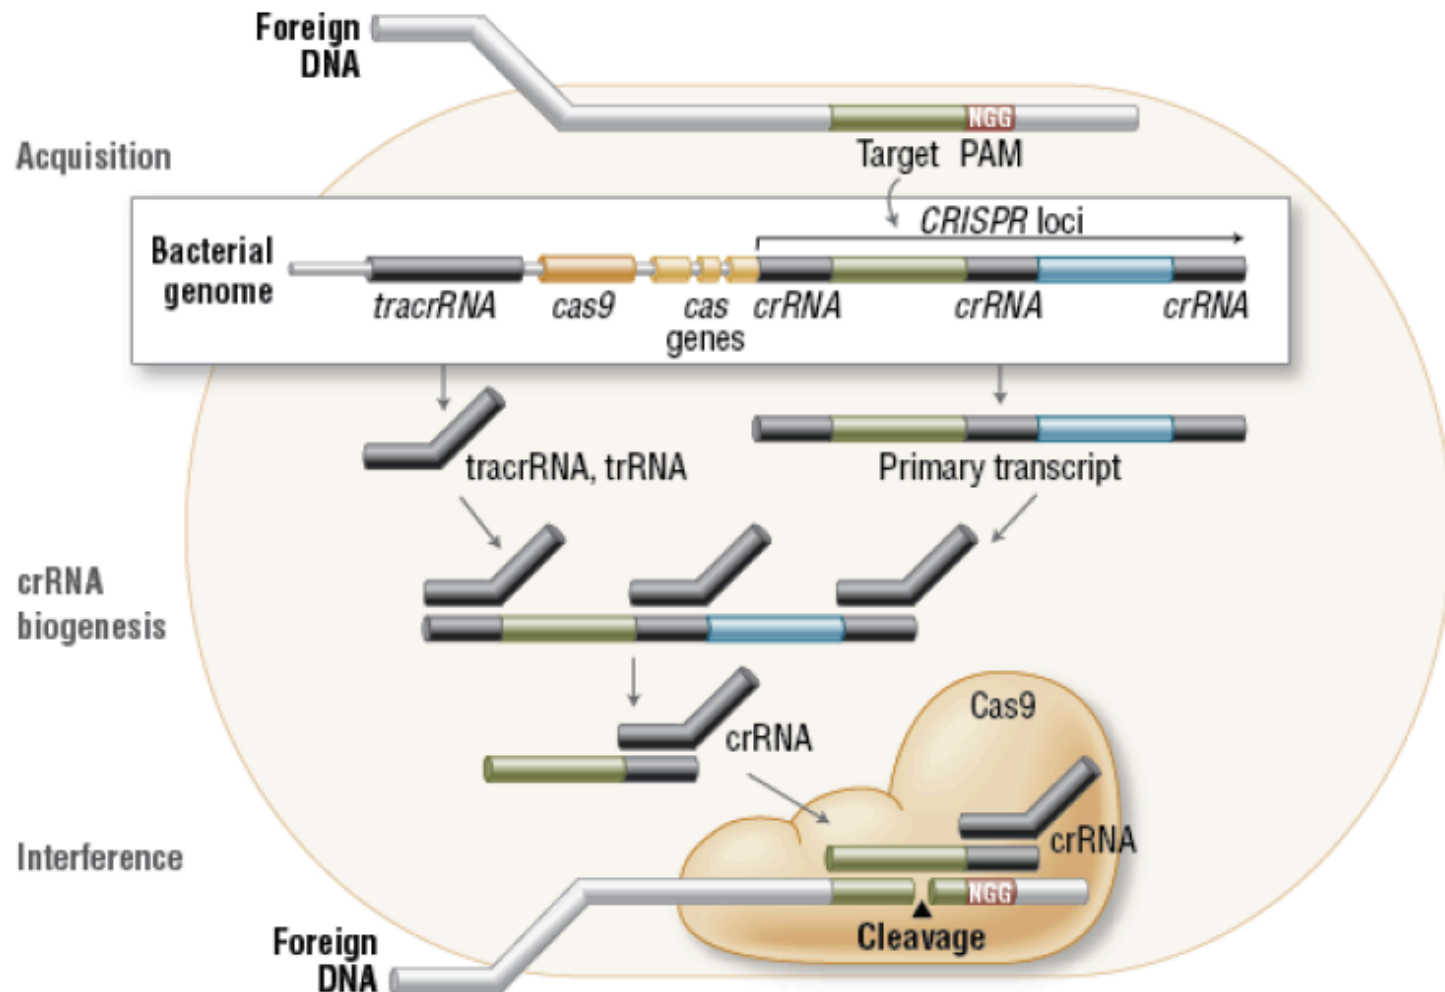 Foreign
DNA
NGG
Target PAM
Acquisition
CRISPR loci
Bacterial
genome
tracrRNA cas9 cas
genes crRNA crRNA crRNA
tracrRNA, trRNA
Primary transcript
crRNA
biogenesis
crRNA
Cas9
crRNA
Interference
NGG
Cleavage
Foreign
DNA